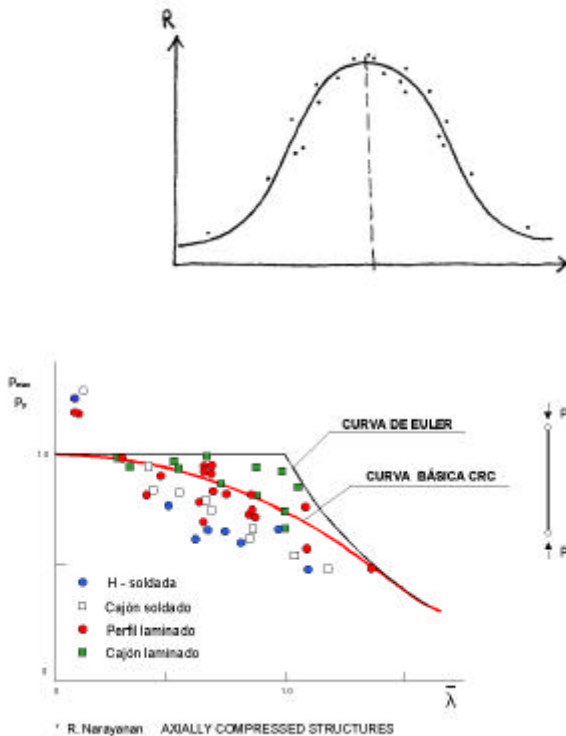 R
Pmax
Py
CURVA DE EULER
P
1.0
CURVA BÁSICA CRC
P
H - soldada
Cajón soldado
Perfil laminado
Cajón laminado
0
0
1.0
λ̅
* R. Narayanan AXIALLY COMPRESSED STRUCTURES